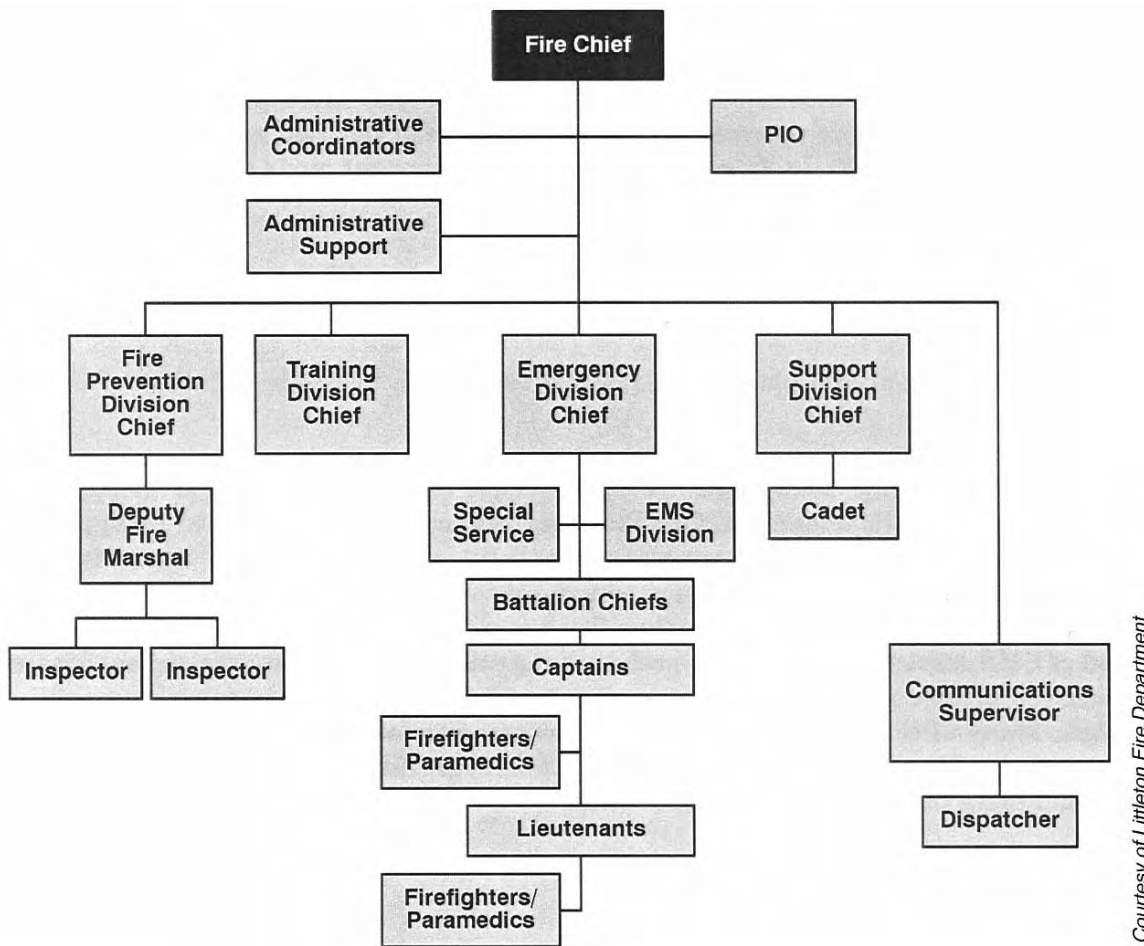 Fire Chief
Administrative
Coordinators
PIO
Administrative
Support
Fire
Prevention
Division
Chief
Training
Division
Chief
Emergency
Division
Chief
Support
Division
Chief
Deputy
Fire
Marshal
Special
Service
EMS
Division
Cadet
Battalion Chiefs
Inspector
Inspector
Captains
Communications
Supervisor
Firefighters/
Paramedics
Lieutenants
Dispatcher
Firefighters/
Paramedics
Courtesy of Littleton Fire Department